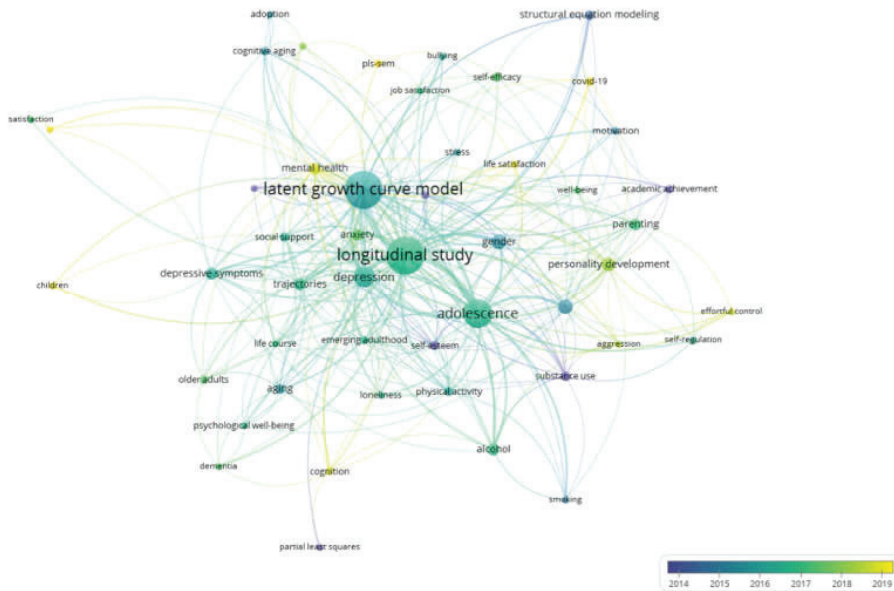 adoption
structural equation modeling
cognitive aging
bullying
pls-sem
self-efficacy
covid-19
job satisfaction
satisfaction
motivation
stress
mental health
life satisfaction
latent growth curve model
well-being
academic achievement
parenting
social support
anxiety
gender
longitudinal study
personality development
depressive symptoms
depression
trajectories
children
adolescence
effortful control
life course
emerging adulthood
self-esteem
aggression
self-regulation
older adults
aging
loneliness
physical activity
substance use
psychological well-being
alcohol
dementia
cognition
smoking
partial least squares
2014 2015 2016 2017 2018 2019